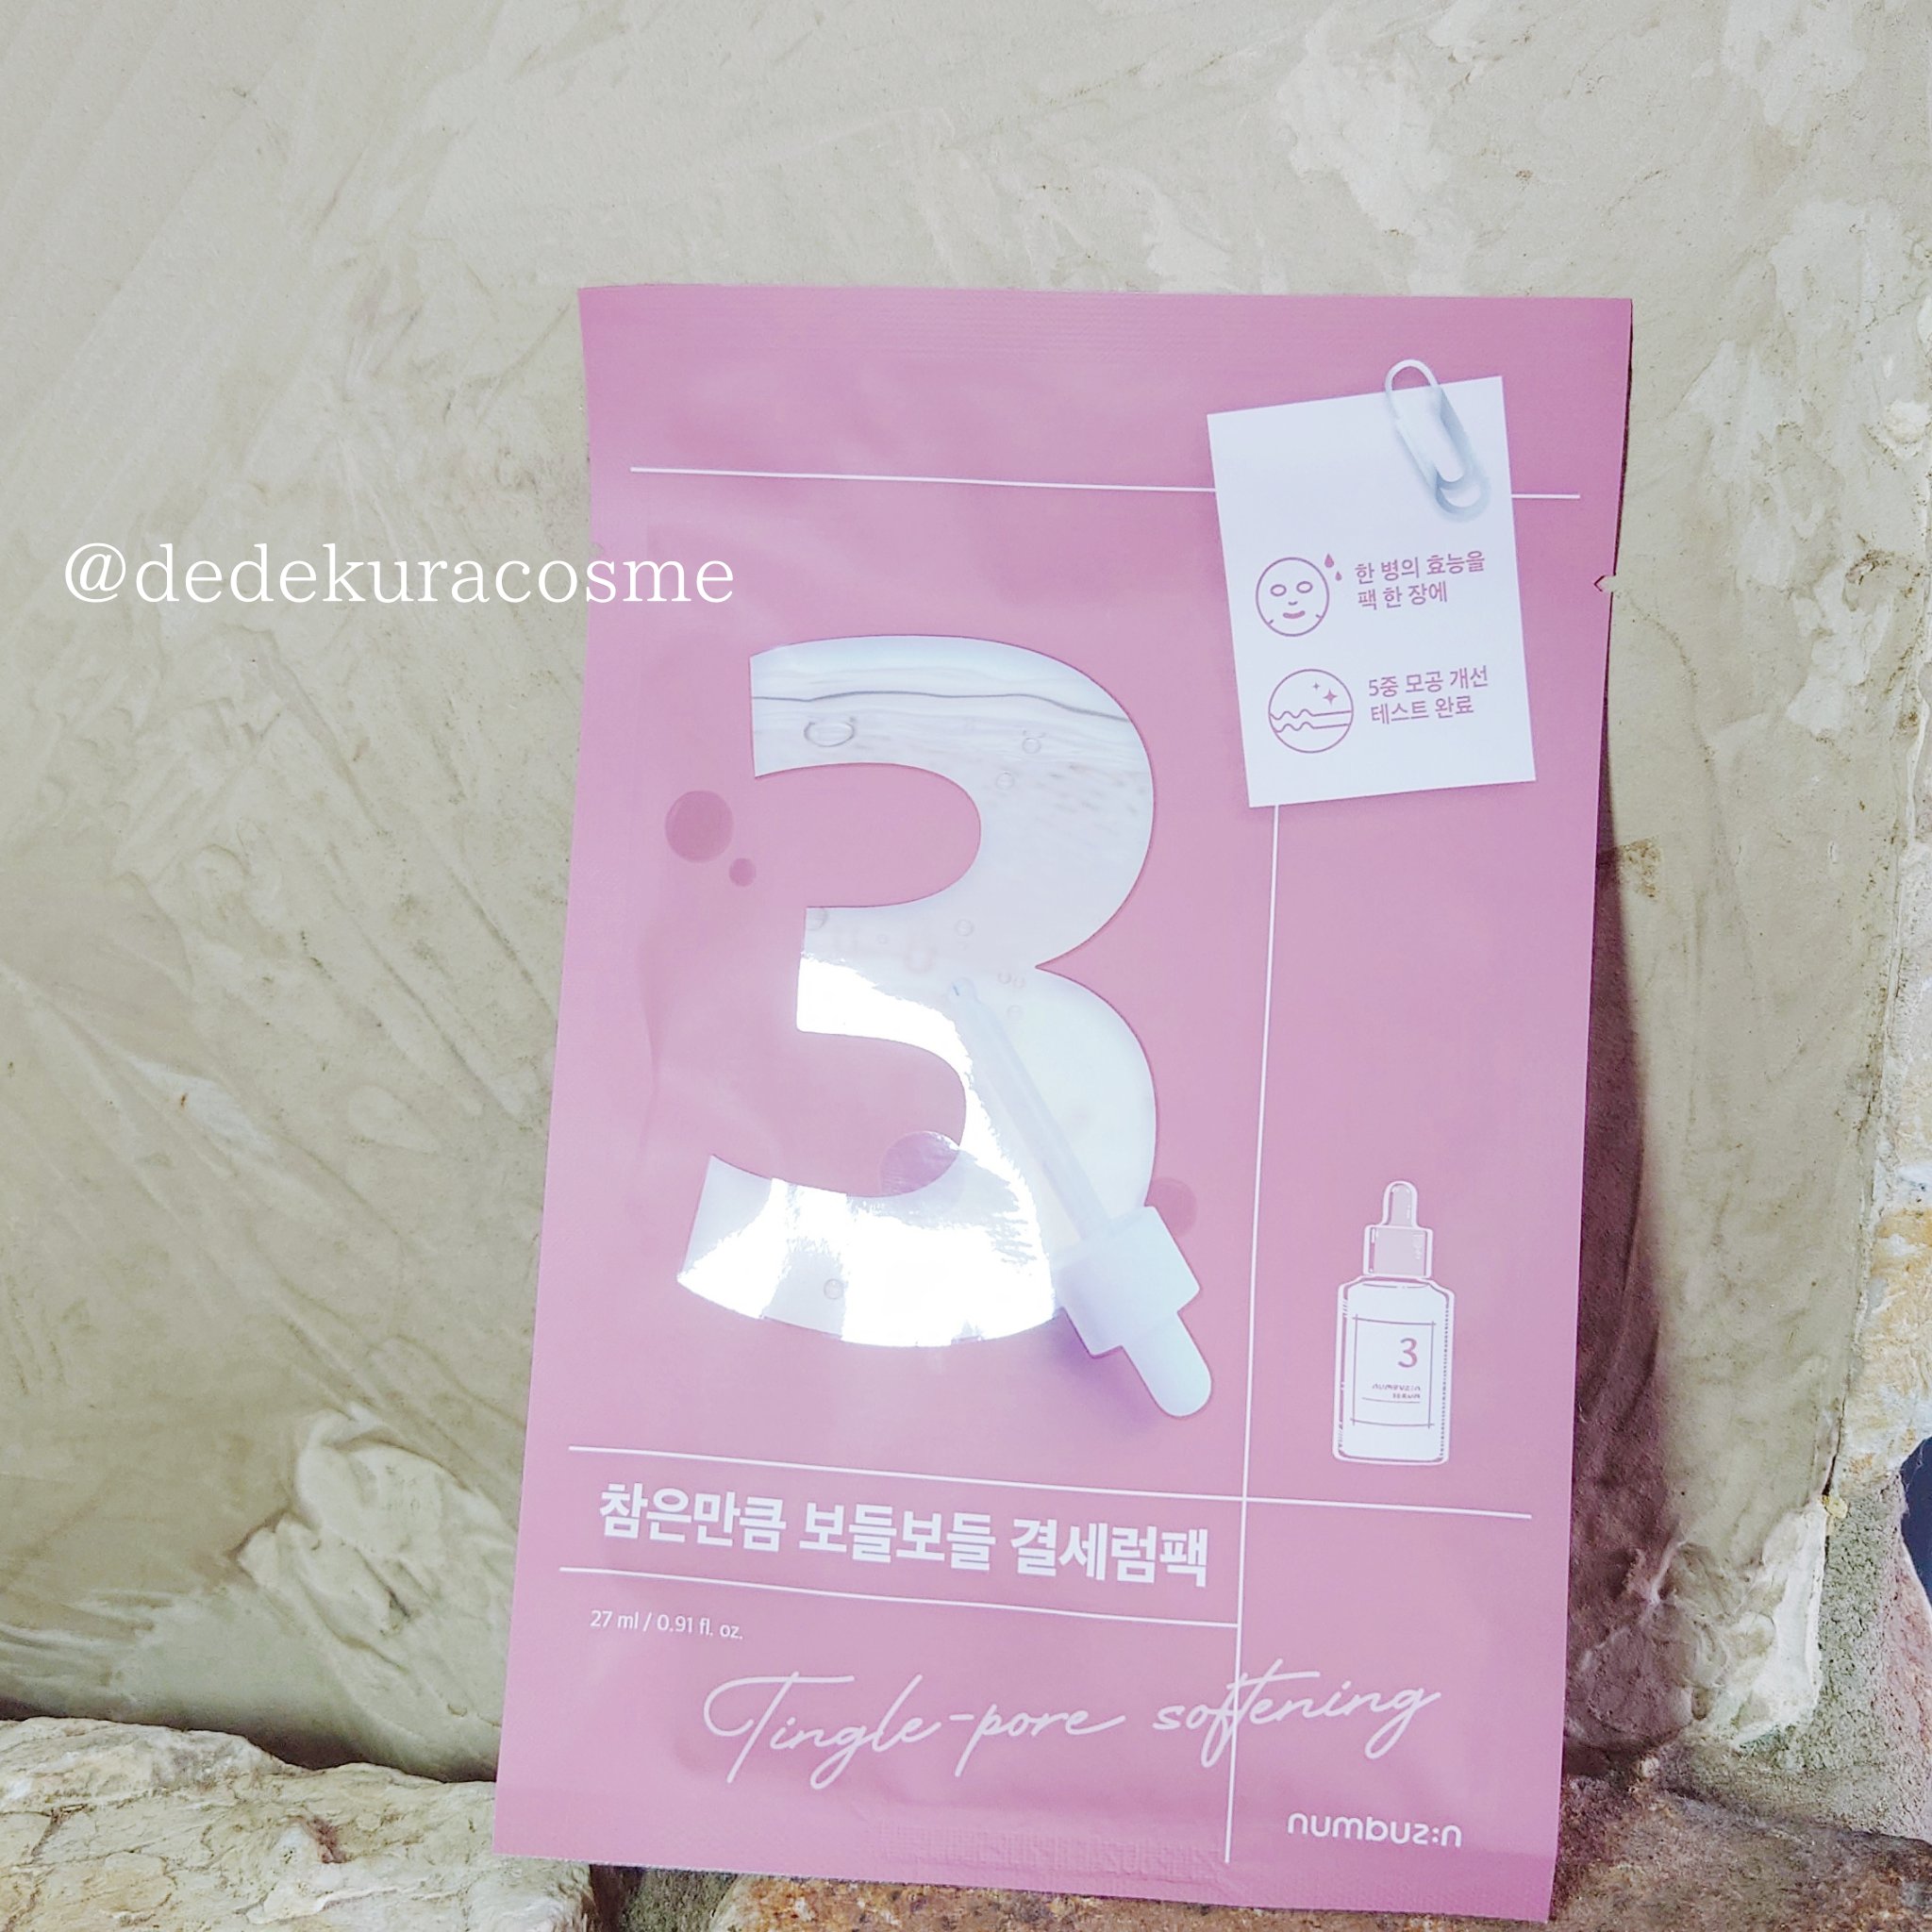 한 병의 효능을
팩 한 장에
@dedekuracosme
5중 모공 개선
테스트 완료
3
3
numbuz:n
SERUM
참은만큼 보들보들 결세럼팩
27 ml / 0.91 fl. oz.
Tingle-pore softening
numbuz:n